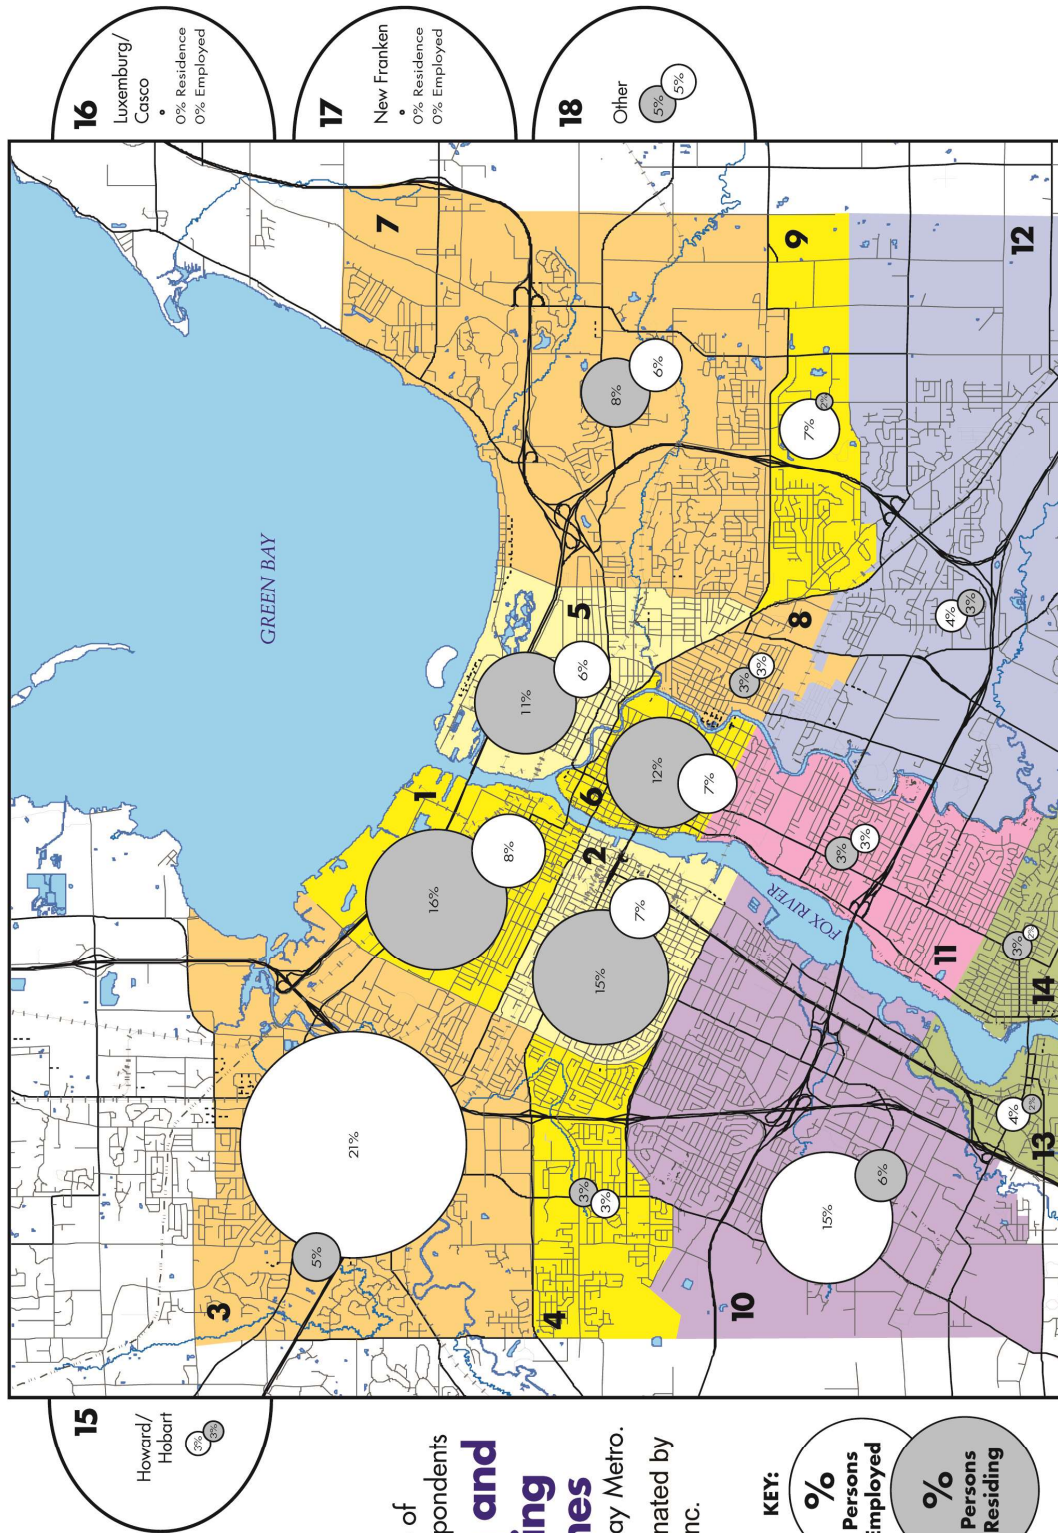 16
Luxemburg/
Casco
0% Residence
0% Employed
17
New Franken
0% Residence
0% Employed
18
Other
5%
5%
GREEN BAY
7
8%
6%
9
7%
2%
12
4%
3%
5
11%
6%
8
3%
3%
1
16%
8%
6
12%
7%
2
15%
7%
FOX RIVER
11
3%
3%
14
3%
2%
13
4%
2%
3
21%
5%
4
3%
3%
10
15%
6%
15
Howard/
Hobart
3%
3%
of
pondents
and
ing
nes
ay Metro.
nated by
nc.
KEY:
%
Persons
Employed
%
Persons
Residing